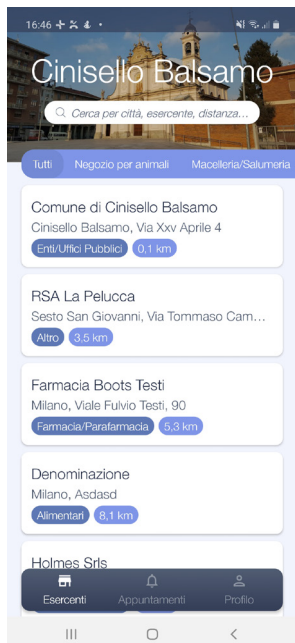 16:46
Cinisello Balsamo
Cerca per città, esercente, distanza...
Tutti Negozio per animali Macelleria/Salumeria
Comune di Cinisello Balsamo
Cinisello Balsamo, Via Xxv Aprile 4
Enti/Uffici Pubblici 0,1 km
RSA La Pelucca
Sesto San Giovanni, Via Tommaso Cam...
Altro 3,5 km
Farmacia Boots Testi
Milano, Viale Fulvio Testi, 90
Farmacia/Parafarmacia 5,3 km
Denominazione
Milano, Asdasd
Alimentari 8,1 km
Holmes Srls
Esercenti Appuntamenti Profilo